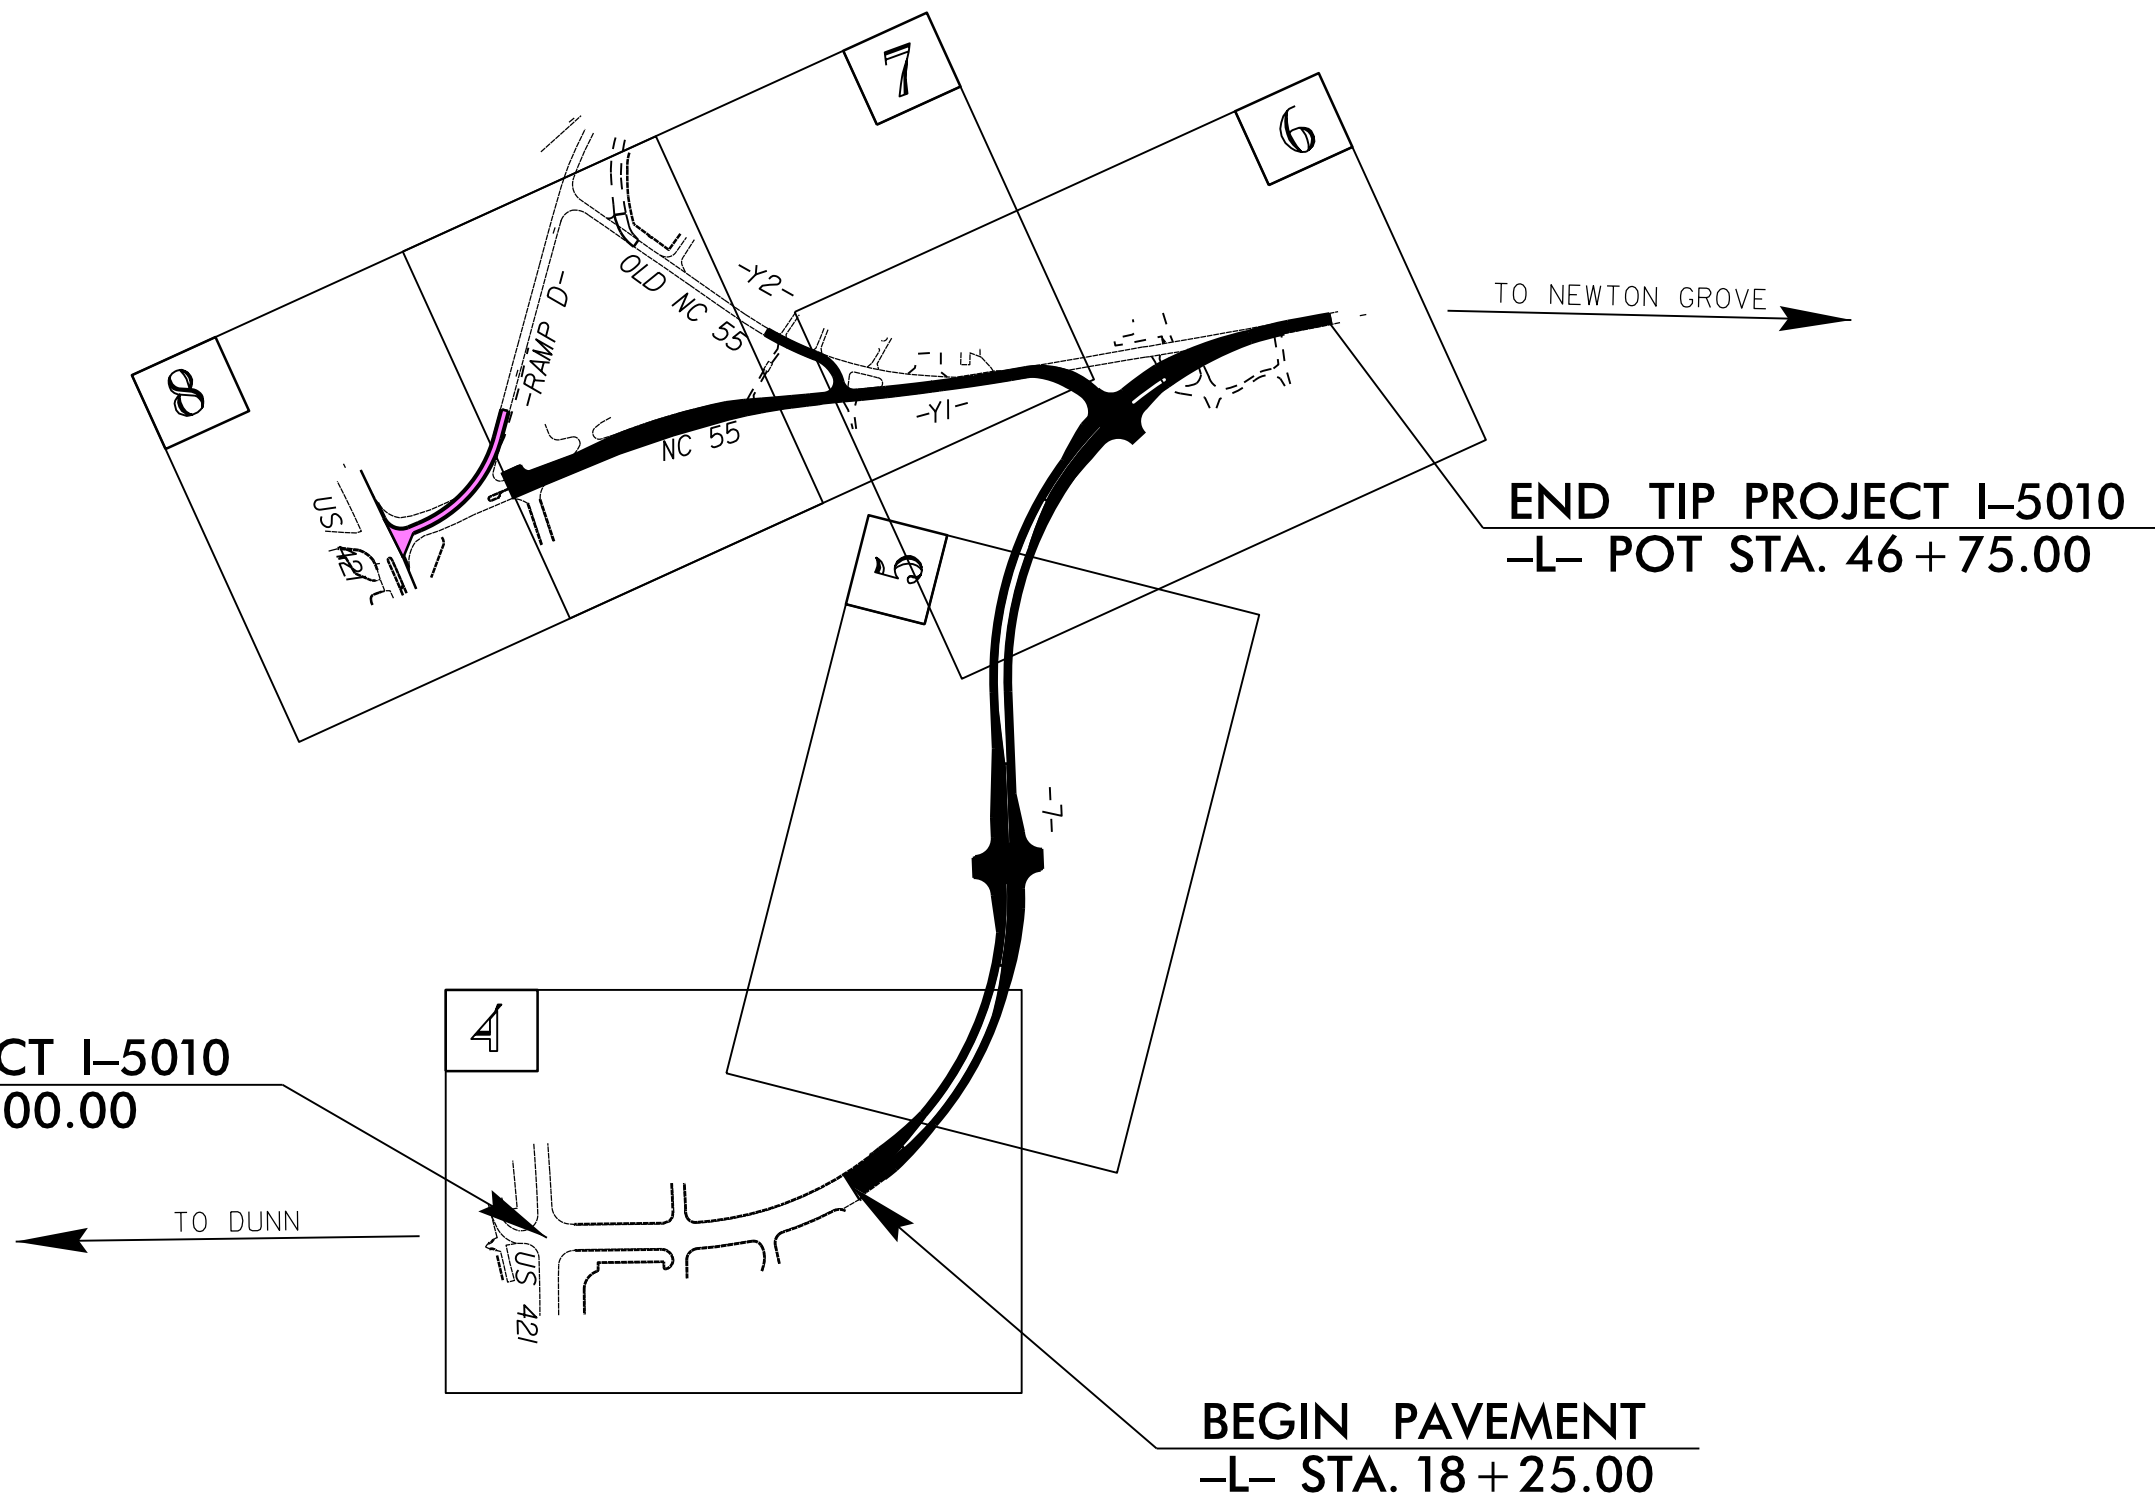 7
6
TO NEWTON GROVE
-Y2-
OLD NC 55
-RAMP D-
8
-Y1-
NC 55
US 421
END TIP PROJECT I–5010
–L– POT STA. 46+75.00
5
-L-
4
CT I–5010
00.00
TO DUNN
US 421
BEGIN PAVEMENT
–L– STA. 18+25.00